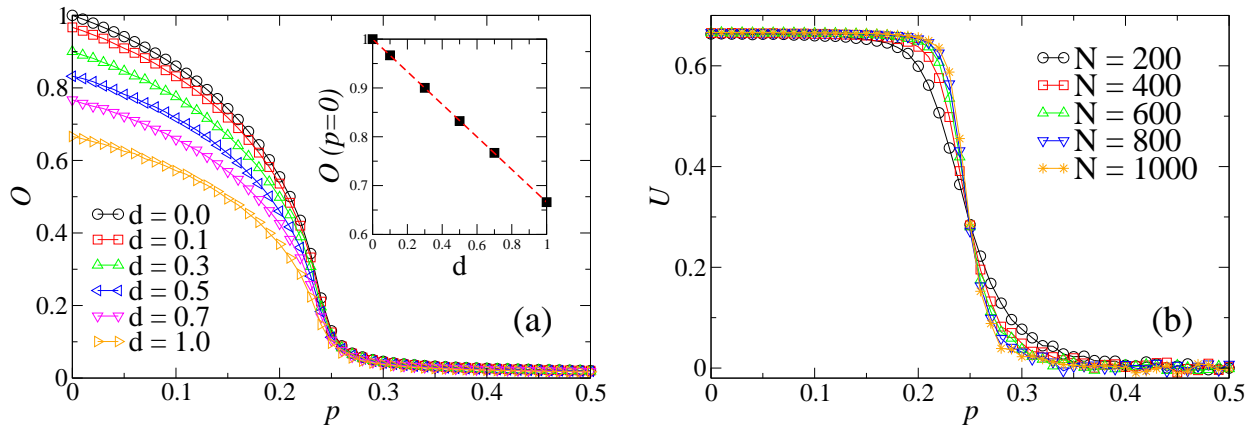 1
0.8
0.6
0.4
0.2
0
O
0
0.1
0.2
0.3
0.4
0.5
p
d = 0.0
d = 0.1
d = 0.3
d = 0.5
d = 0.7
d = 1.0
(a)
1
0.9
0.8
0.7
0.6
O (p=0)
0
0.2
0.4
0.6
0.8
1
d
0.6
0.4
0.2
0
U
0
0.1
0.2
0.3
0.4
0.5
p
N = 200
N = 400
N = 600
N = 800
N = 1000
(b)